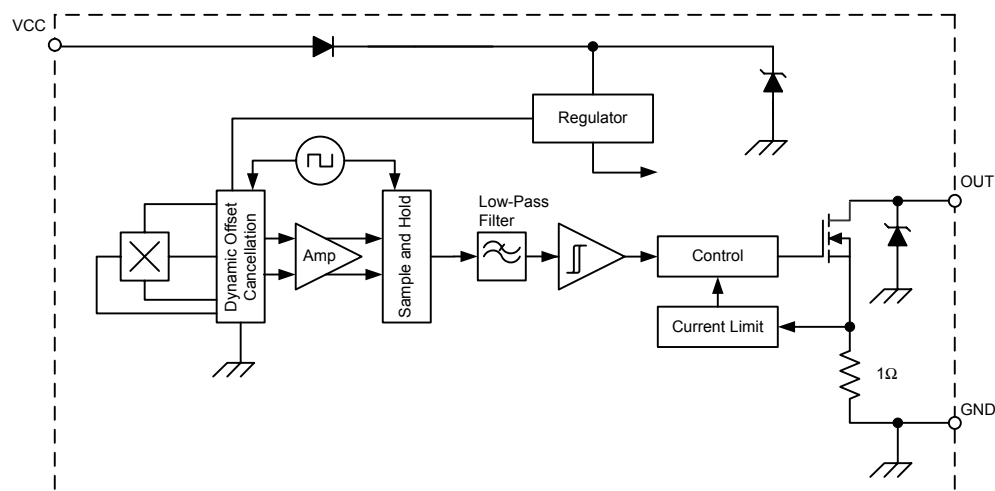 VCC
Regulator
OUT
Low-Pass
Filter
Dynamic Offset
Cancellation
Amp
Sample and Hold
Control
Current Limit
1Ω
GND